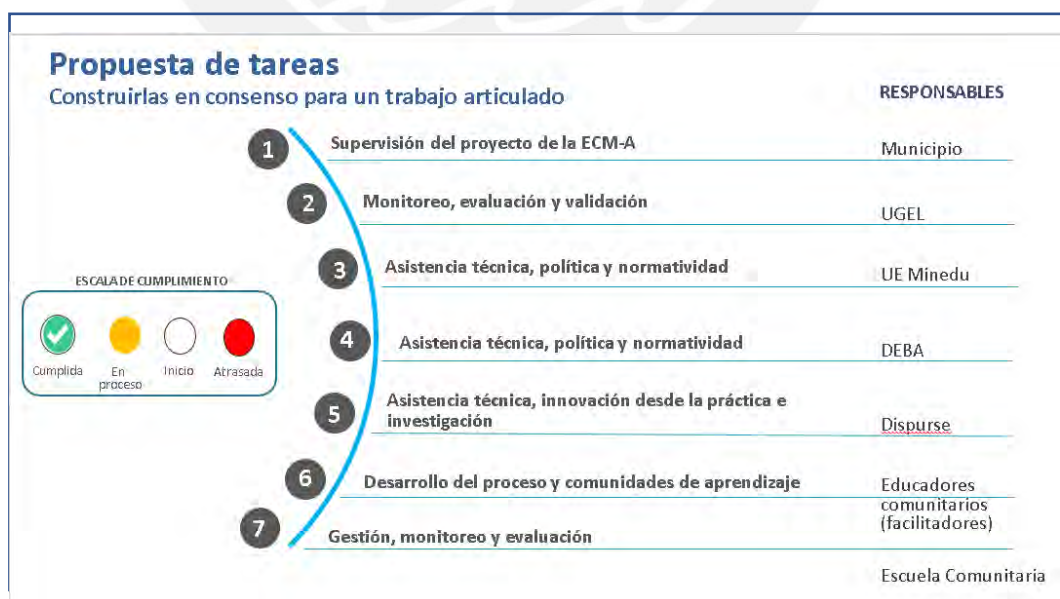 Propuesta de tareas
Construirlas en consenso para un trabajo articulado
RESPONSABLES
1
Supervisión del proyecto de la ECM-A
Municipio
2
Monitoreo, evaluación y validación
UGEL
3
Asistencia técnica, política y normatividad
UE Minedu
ESCALA DE CUMPLIMIENTO
Cumplida
En
proceso
Inicio
Atrasada
4
Asistencia técnica, política y normatividad
DEBA
5
Asistencia técnica, innovación desde la práctica e
investigación
Dispurse
6
Desarrollo del proceso y comunidades de aprendizaje
Educadores
comunitarios
(facilitadores)
7
Gestión, monitoreo y evaluación
Escuela Comunitaria